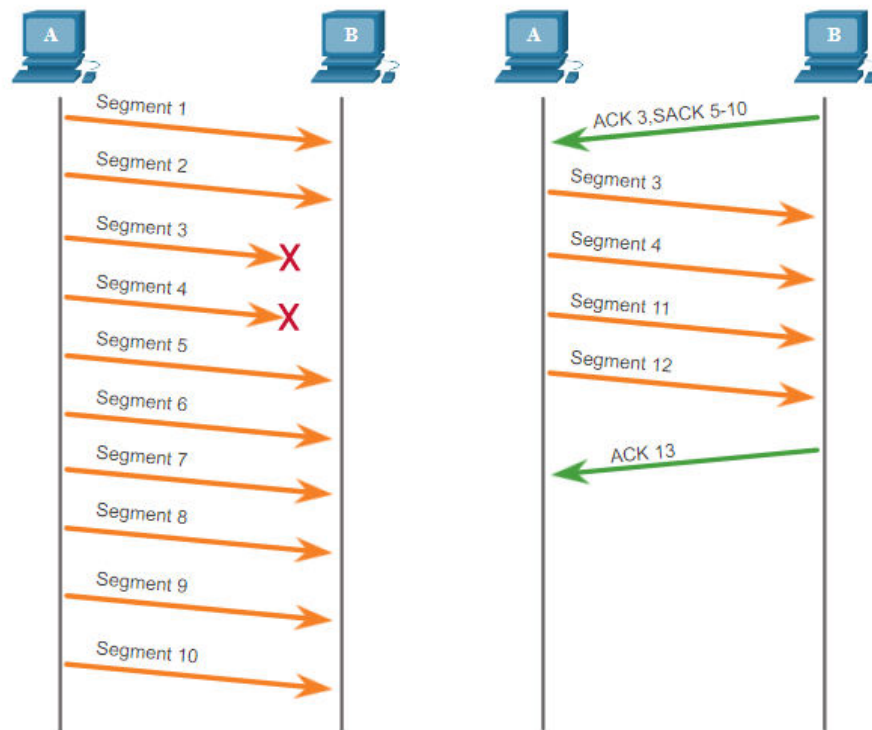 A
B
Segment 1
Segment 2
Segment 3
X
Segment 4
X
Segment 5
Segment 6
Segment 7
Segment 8
Segment 9
Segment 10
A
B
ACK 3,SACK 5-10
Segment 3
Segment 4
Segment 11
Segment 12
ACK 13